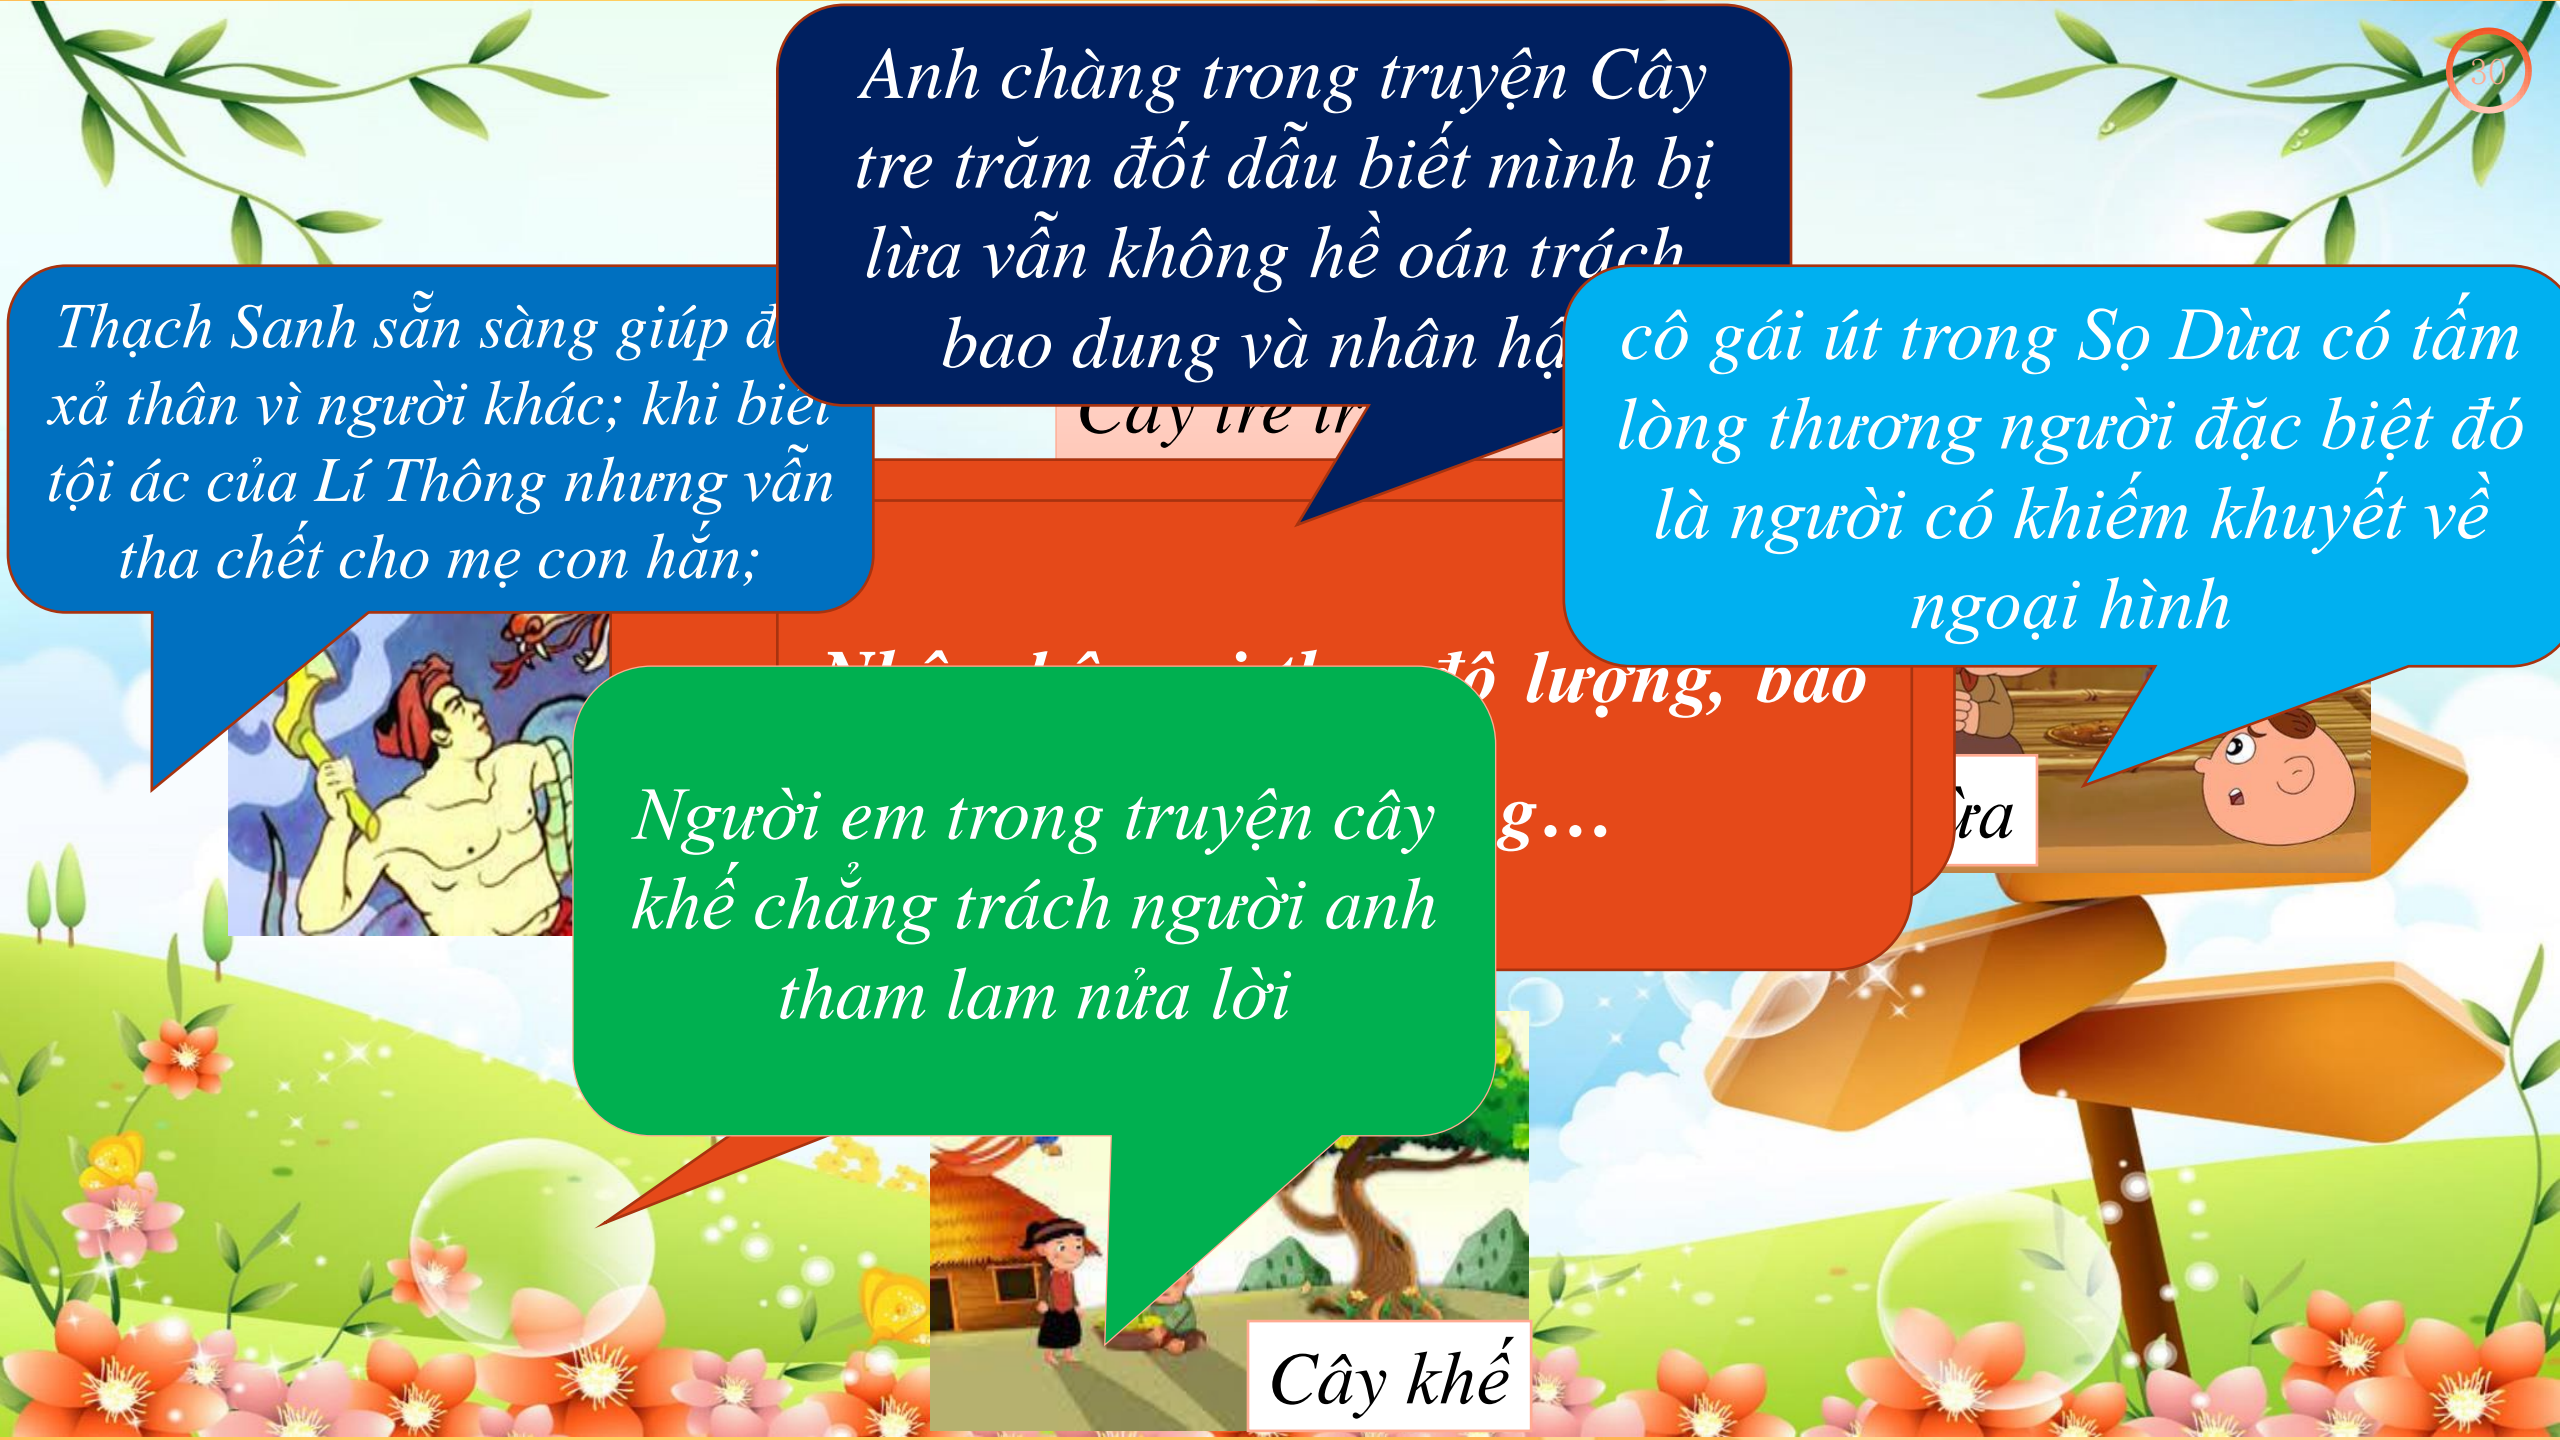 30
Anh chàng trong truyện Cây
tre trăm đốt dẫu biết mình bị
lừa vẫn không hề oán trách
bao dung và nhân
Thạch Sanh sẵn sàng giúp
xả thân vì người khác; khi biết
tội ác của Lí Thông nhưng vẫn
tha chết cho mẹ con hắn;
cô gái út trong Sọ Dừa có tấm
lòng thương người đặc biệt đó
là người có khiếm khuyết về
ngoại hình
Cây tre
độ lượng, bao
Người em trong truyện cây
khế chẳng trách người anh
tham lam nửa lời
Cây khế